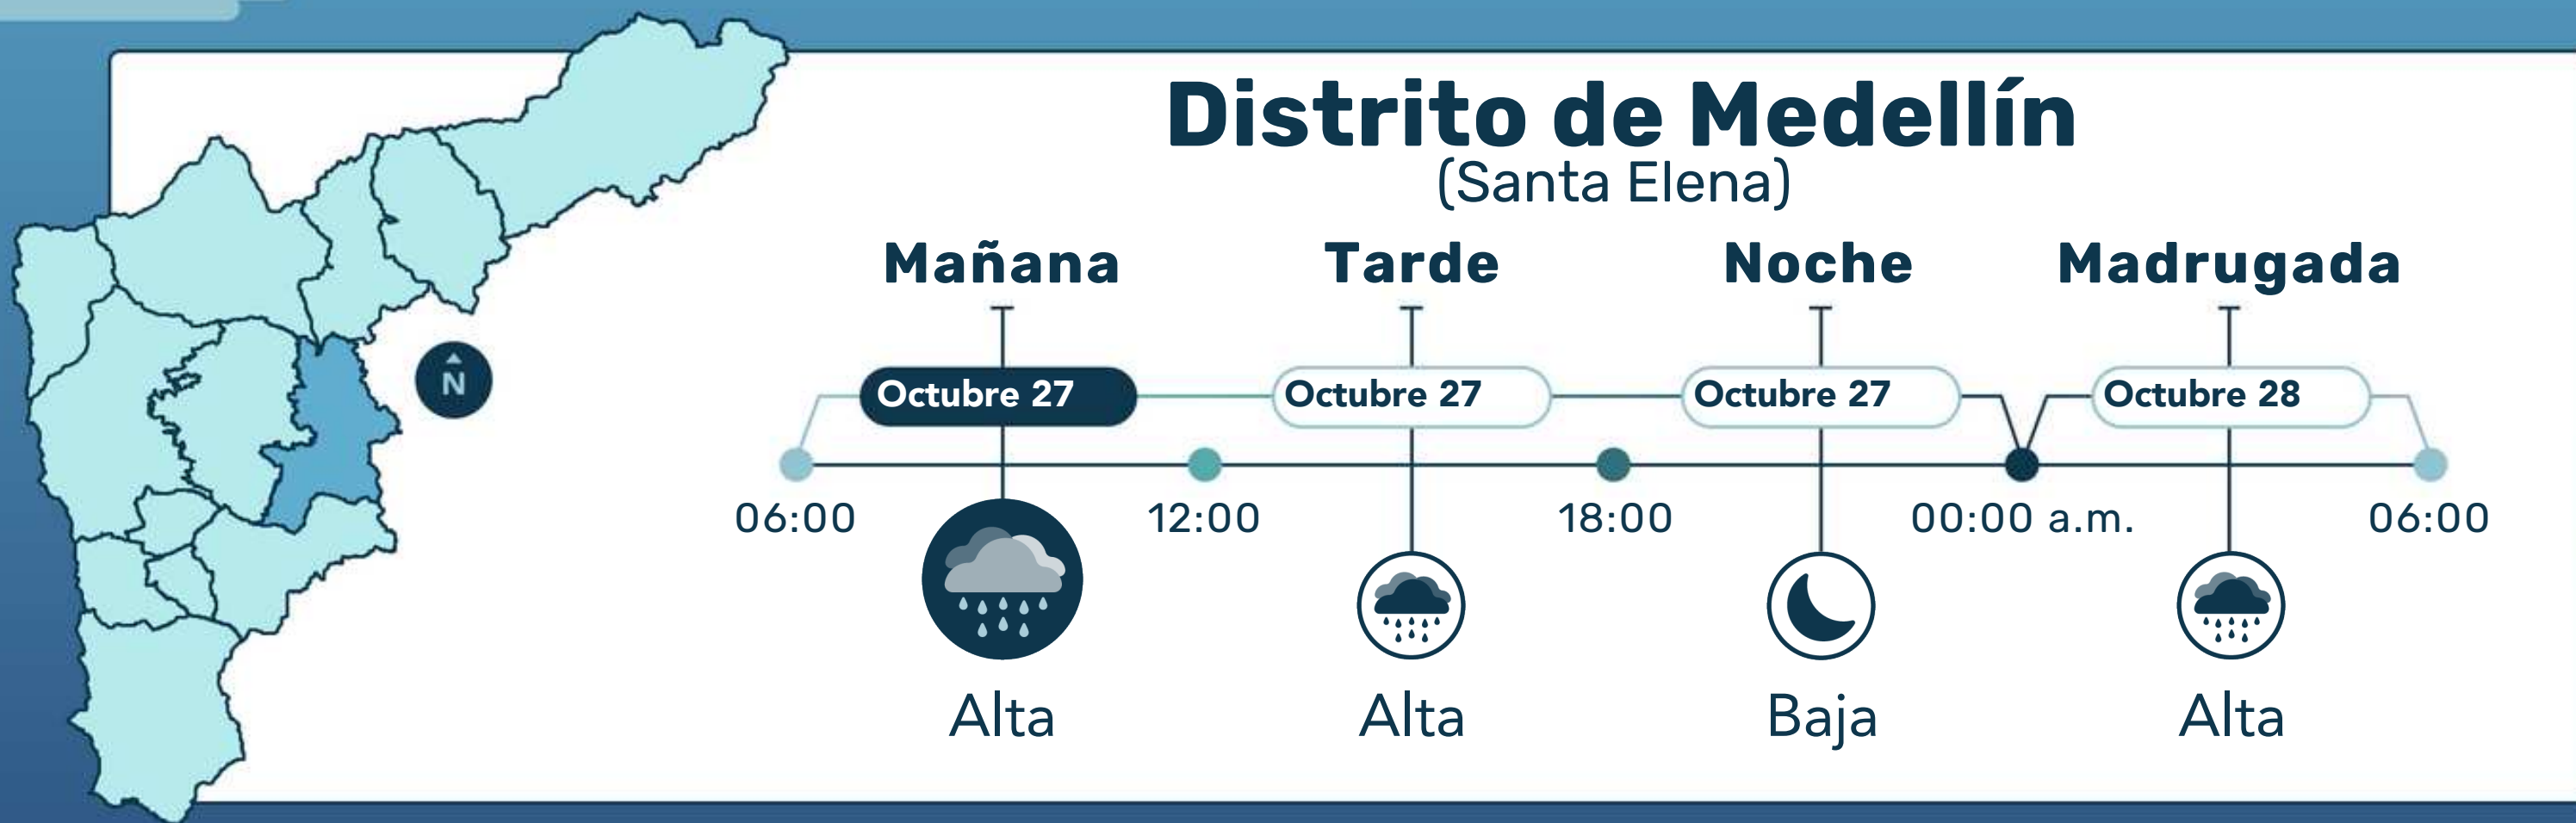 Distrito de Medellín
(Santa Elena)
Mañana Tarde Noche Madrugada
N
Octubre 27 Octubre 27 Octubre 27 Octubre 28
06:00 12:00 18:00 00:00 a.m. 06:00
Alta Alta Baja Alta